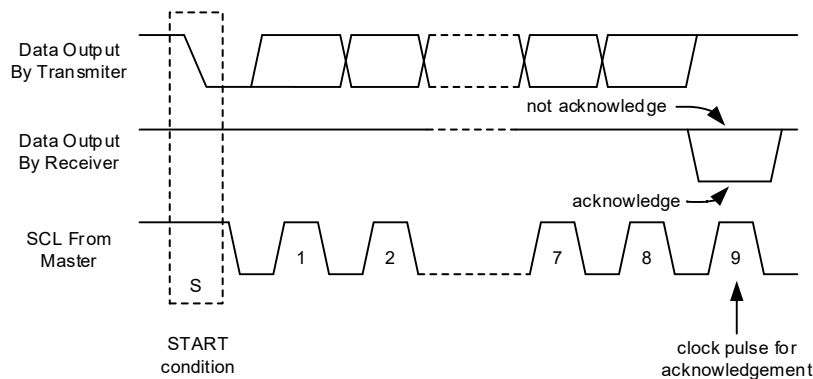 Data Output
By Transmiter
not acknowledge
Data Output
By Receiver
acknowledge
SCL From
Master
1
2
7
8
9
S
START
condition
clock pulse for
acknowledgement